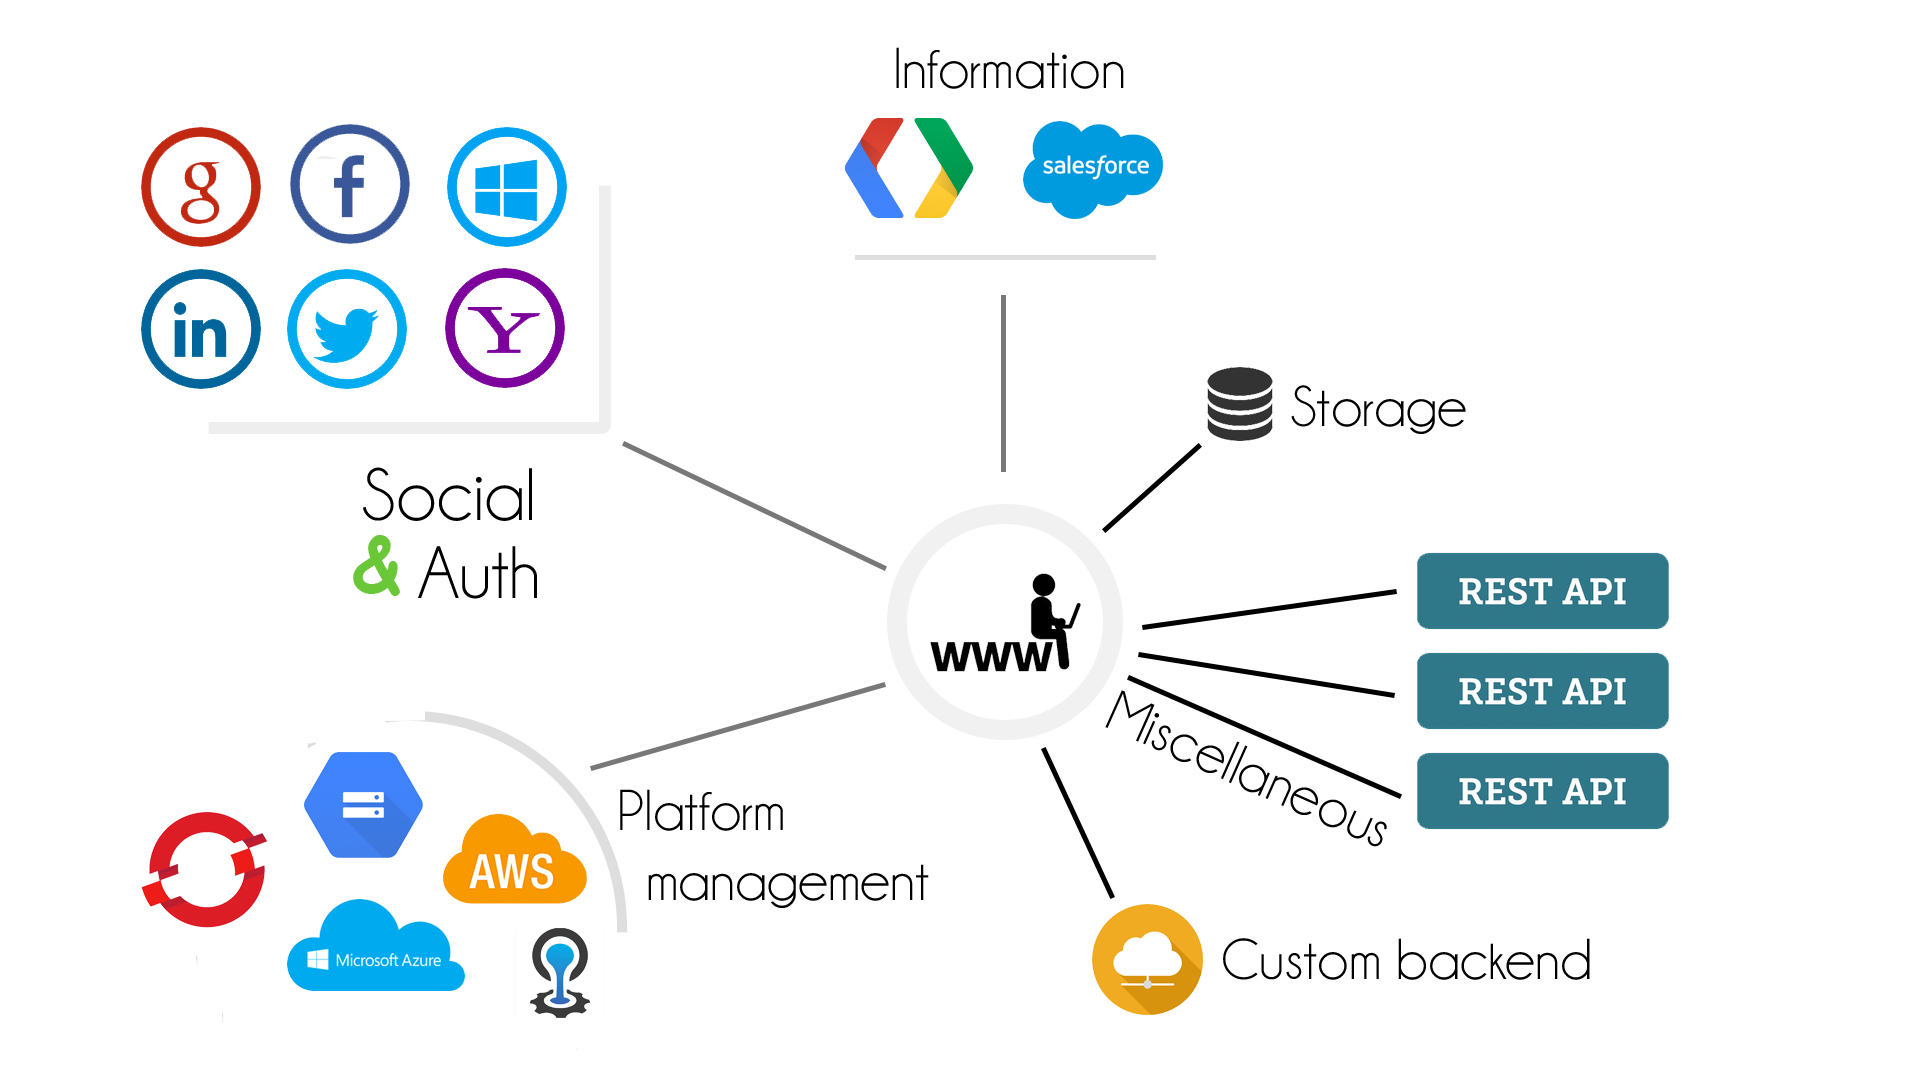 Information
salesforce
g
f
in
Y
Storage
Social
& Auth
REST API
www
REST API
Miscellaneous
REST API
Platform
management
AWS
Microsoft Azure
Custom backend